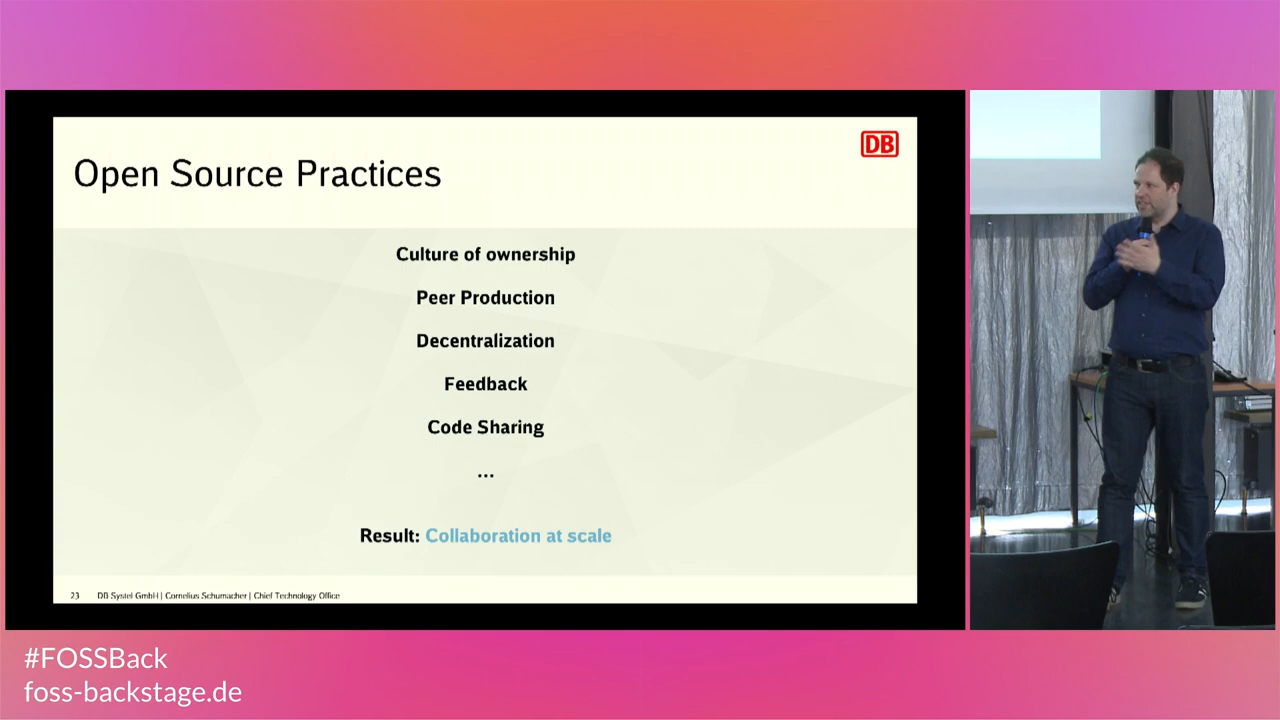 DB
Open Source Practices
Culture of ownership
Peer Production
Decentralization
Feedback
Code Sharing
...
Result: Collaboration at scale
23 DB Systel GmbH | Cornelius Schumacher | Chief Technology Office
#FOSSBack
foss-backstage.de